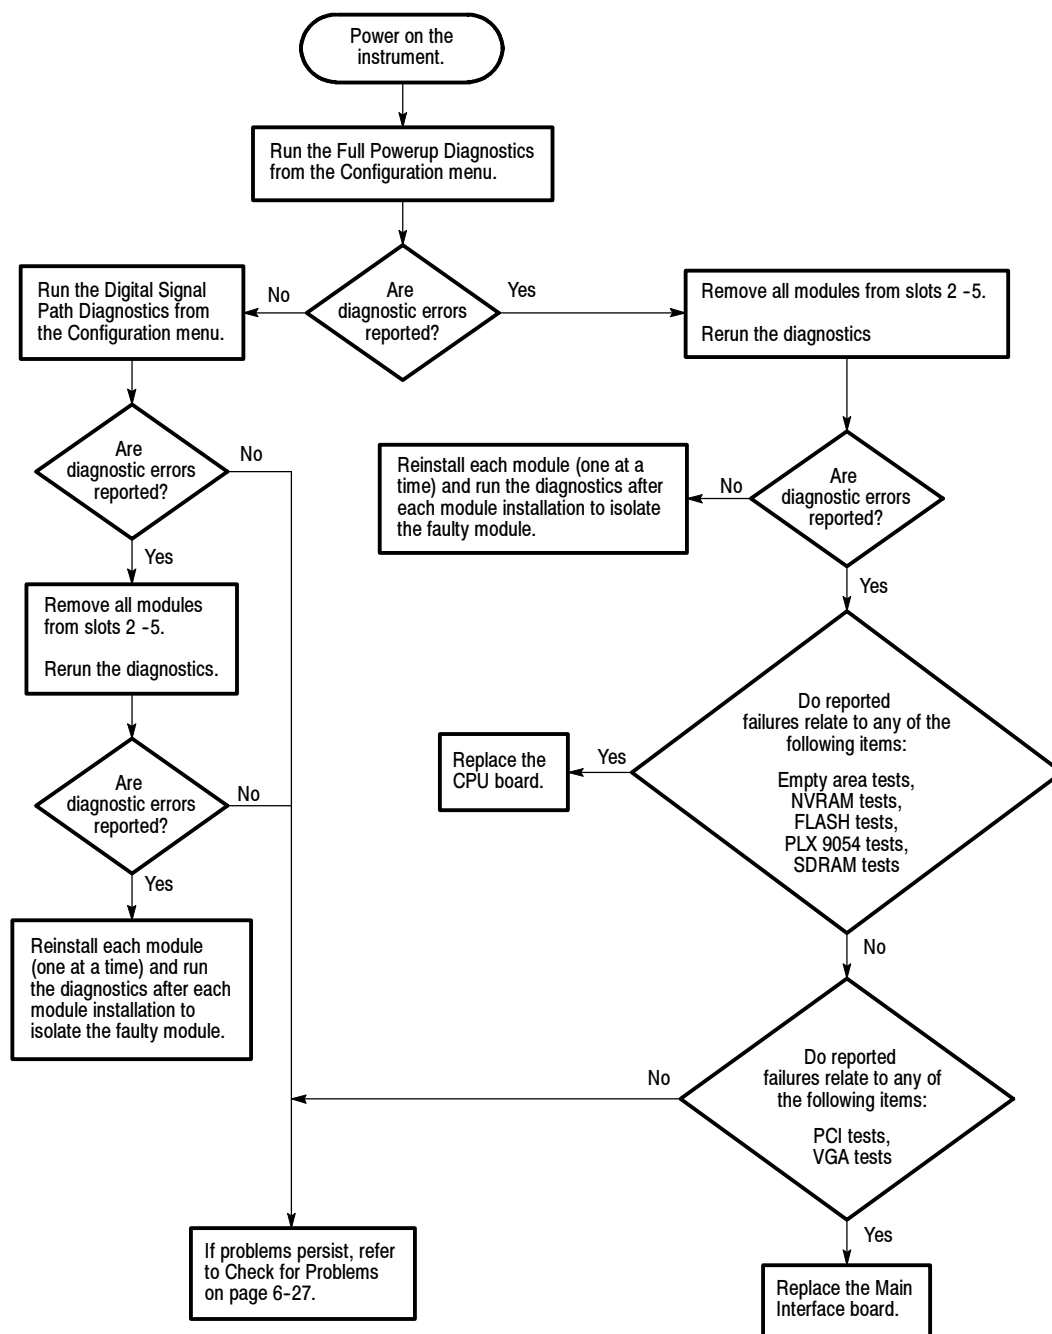 Power on the
instrument.
Run the Full Powerup Diagnostics
from the Configuration menu.
Are
diagnostic errors
reported?
No
Yes
Run the Digital Signal
Path Diagnostics from
the Configuration menu.
Remove all modules from slots 2 -5.
Rerun the diagnostics
Are
diagnostic errors
reported?
No
Yes
Reinstall each module (one at a
time) and run the diagnostics after
each module installation to isolate
the faulty module.
No
Are
diagnostic errors
reported?
Yes
Remove all modules
from slots 2 -5.
Rerun the diagnostics.
Do reported
failures relate to any of the
following items:
Empty area tests,
NVRAM tests,
FLASH tests,
PLX 9054 tests,
SDRAM tests
Yes
Replace the
CPU board.
No
Are
diagnostic errors
reported?
No
Yes
Reinstall each module
(one at a time) and run
the diagnostics after each
module installation to
isolate the faulty module.
Do reported
failures relate to any of
the following items:
PCI tests,
VGA tests
No
Yes
If problems persist, refer
to Check for Problems
on page 6-27.
Replace the Main
Interface board.